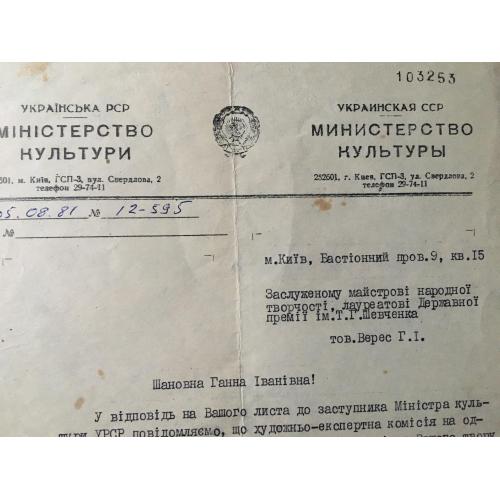 103253
УКРАЇНСЬКА РСР
МІНІСТЕРСТВО
КУЛЬТУРИ
м. Київ, ГСП-3, вул. Свердлова, 2
телефон 29-74-11
УКРАИНСКАЯ ССР
МИНИСТЕРСТВО
КУЛЬТУРЫ
252601, г. Киев, ГСП-3, ул. Свердлова, 2
телефон 29-74-11
05.08.81 № 12-595
№
м.Київ, Бастіонний пров.9, кв.15
Заслуженому майстрові народної
творчості, лауреатові Державної
премії ім.Т.Г.Шевченка
тов.Верес Г.І.
Шановна Ганна Іванівна!
У відповідь на Вашого листа до заступника Міністра куль-
тури УРСР повідомляємо, що художньо-експертна комісія на од-
Вашого твору